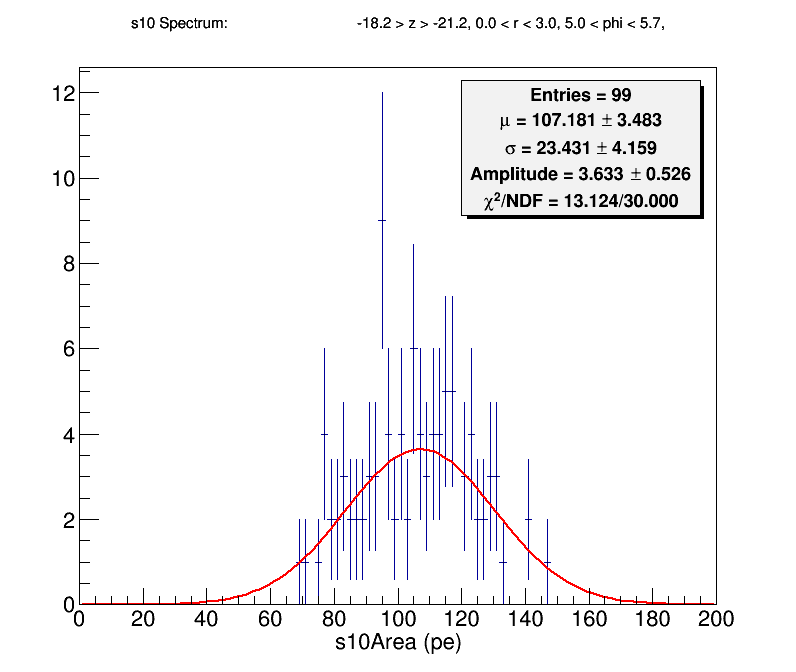 s10 Spectrum: -18.2 > z > -21.2, 0.0 < r < 3.0, 5.0 < phi < 5.7,
Entries = 99
μ = 107.181 ± 3.483
σ = 23.431 ± 4.159
Amplitude = 3.633 ± 0.526
χ²/NDF = 13.124/30.000
12
10
8
6
4
2
0
0 20 40 60 80 100 120 140 160 180 200
s10Area (pe)